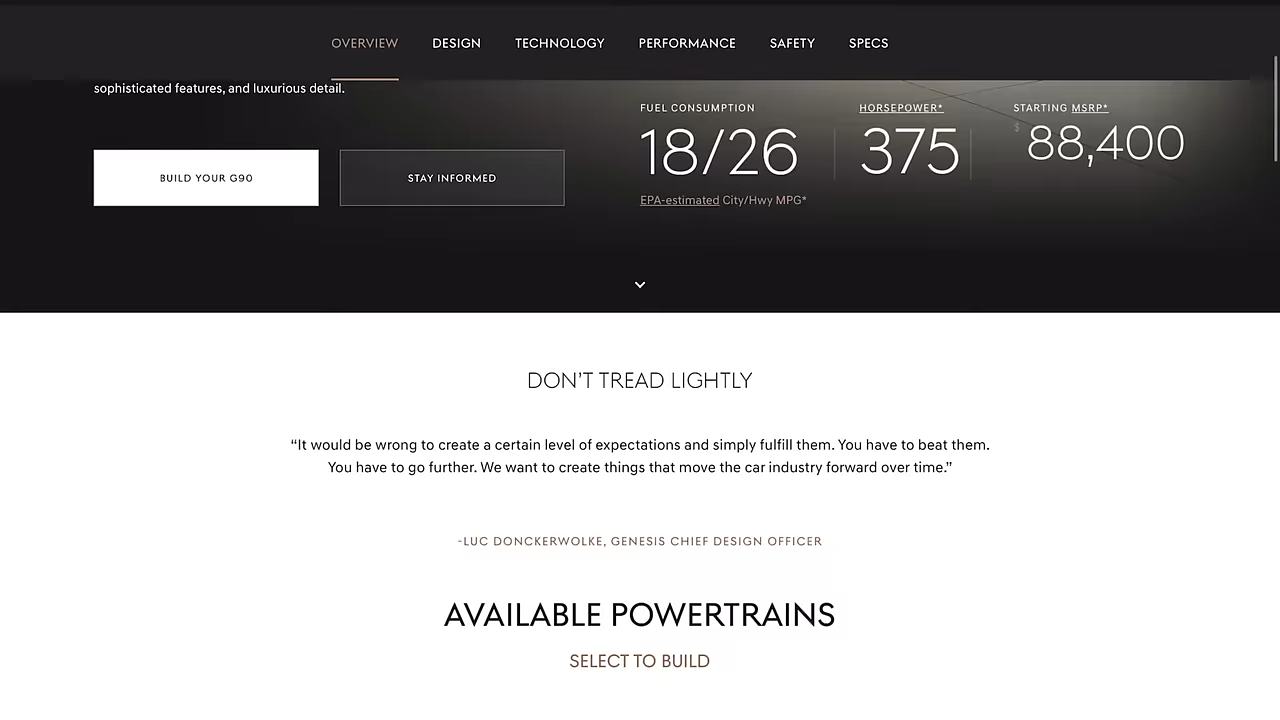 OVERVIEW DESIGN TECHNOLOGY PERFORMANCE SAFETY SPECS
sophisticated features, and luxurious detail.
BUILD YOUR G90
STAY INFORMED
FUEL CONSUMPTION
18/26
EPA-estimated City/Hwy MPG*
HORSEPOWER*
375
STARTING MSRP*
$ 88,400
DON’T TREAD LIGHTLY
“It would be wrong to create a certain level of expectations and simply fulfill them. You have to beat them.
You have to go further. We want to create things that move the car industry forward over time.”
-LUC DONCKERWOLKE, GENESIS CHIEF DESIGN OFFICER
AVAILABLE POWERTRAINS
SELECT TO BUILD